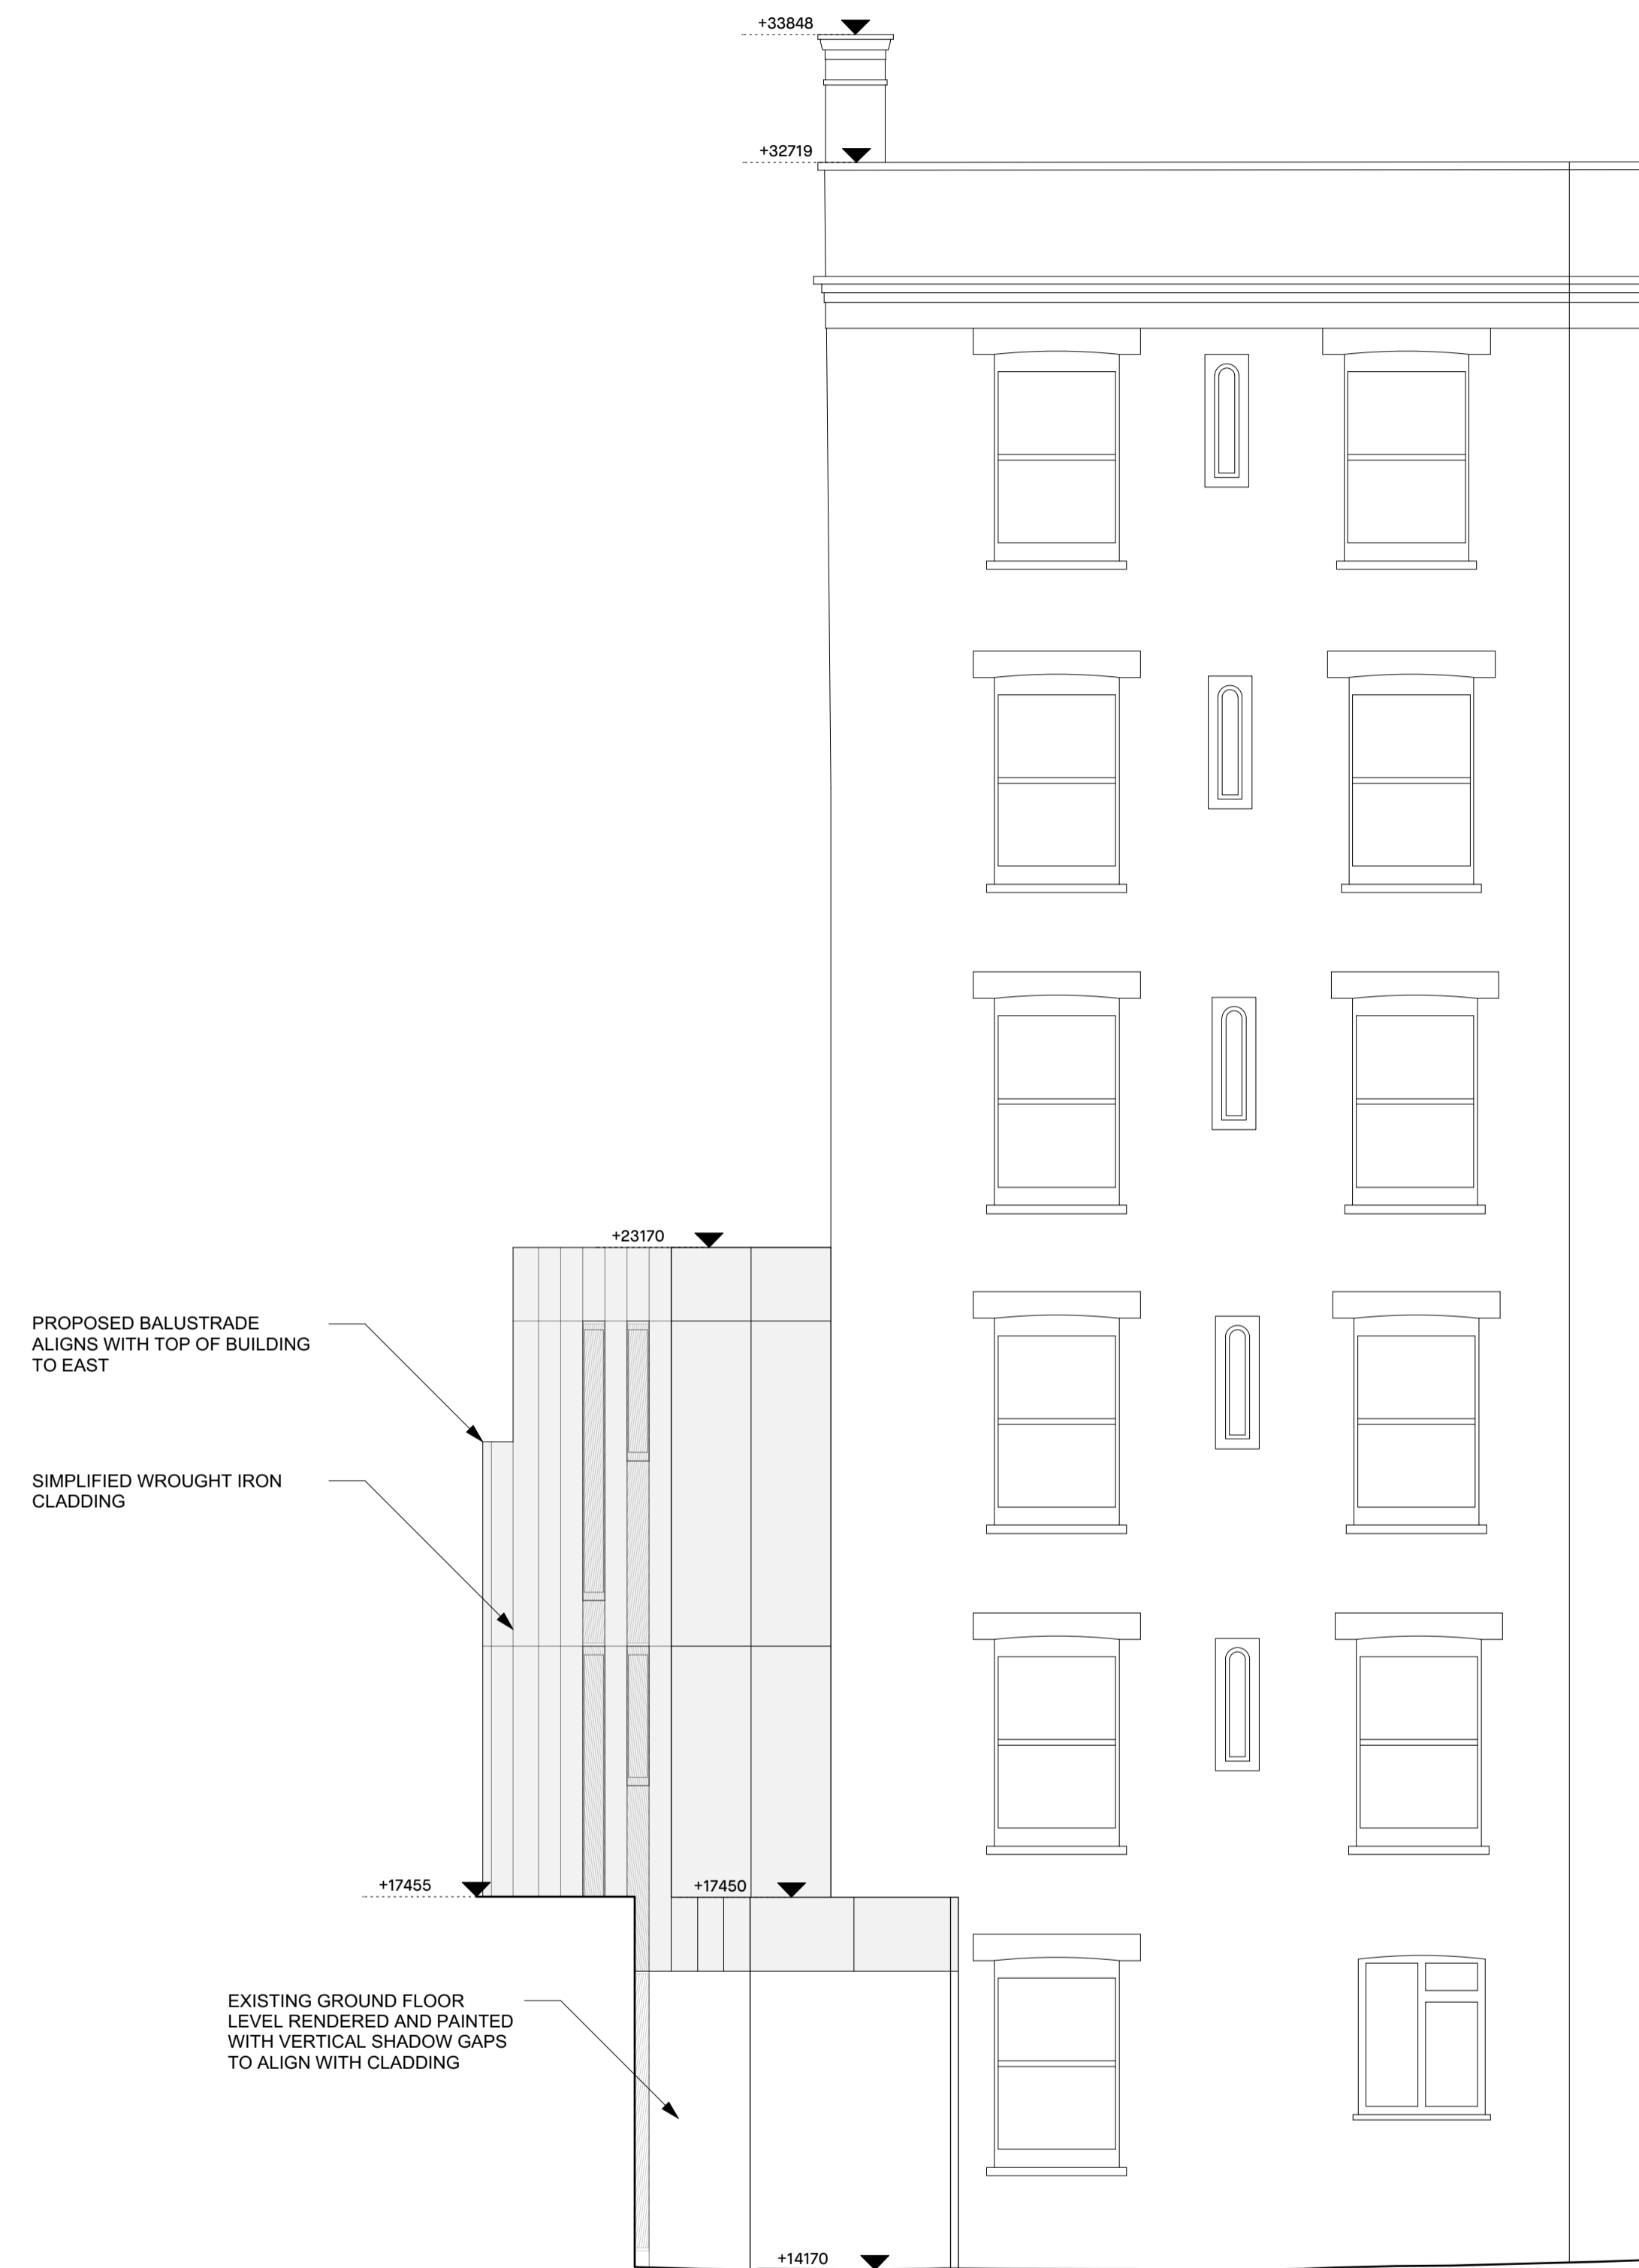 +33848
+32719
+23170
PROPOSED BALUSTRADE
ALIGNS WITH TOP OF BUILDING
TO EAST
SIMPLIFIED WROUGHT IRON
CLADDING
+17455
+17450
EXISTING GROUND FLOOR
LEVEL RENDERED AND PAINTED
WITH VERTICAL SHADOW GAPS
TO ALIGN WITH CLADDING
+14170